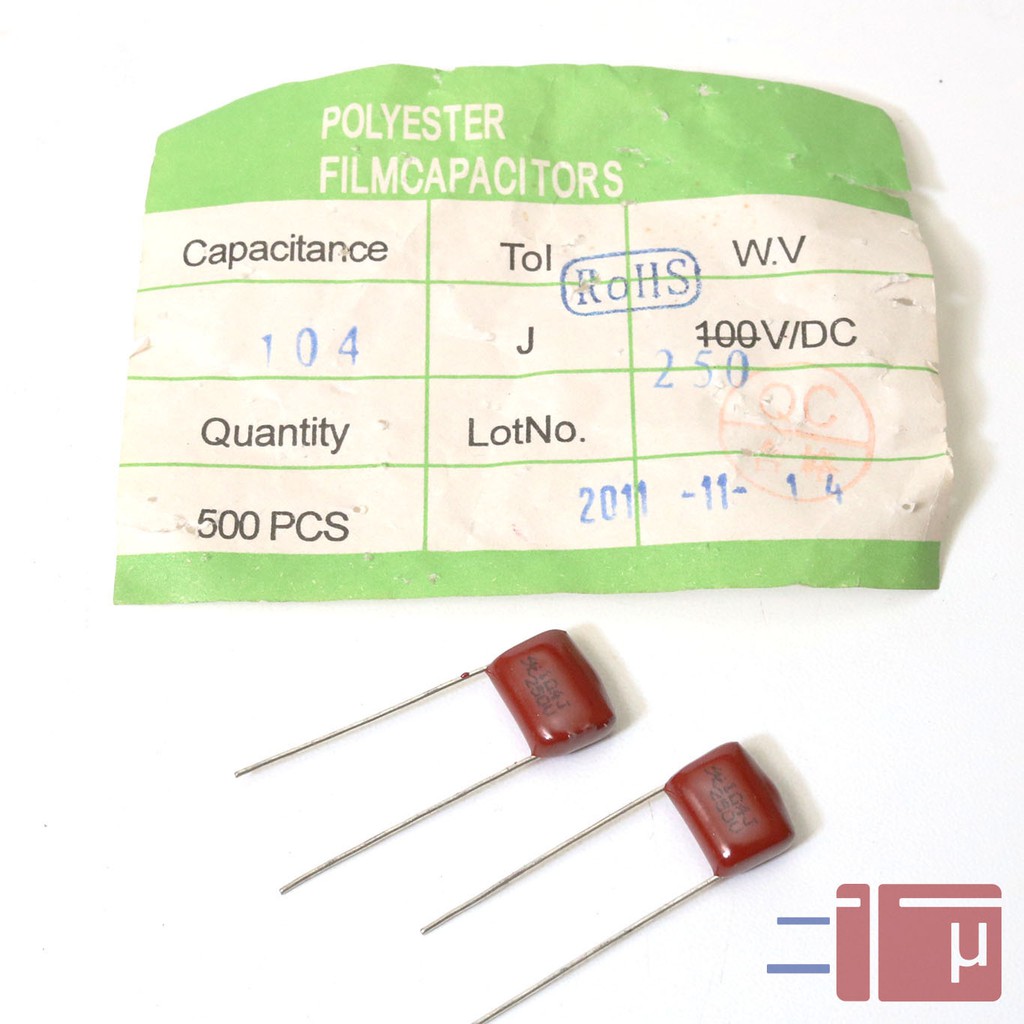 POLYESTER
FILMCAPACITORS
Capacitance Tol W.V
RoHS
104 J 100V/DC
250
QC
Quantity LotNo.
500 PCS 2011 -11- 14
104J
250V
104J
250V
µ